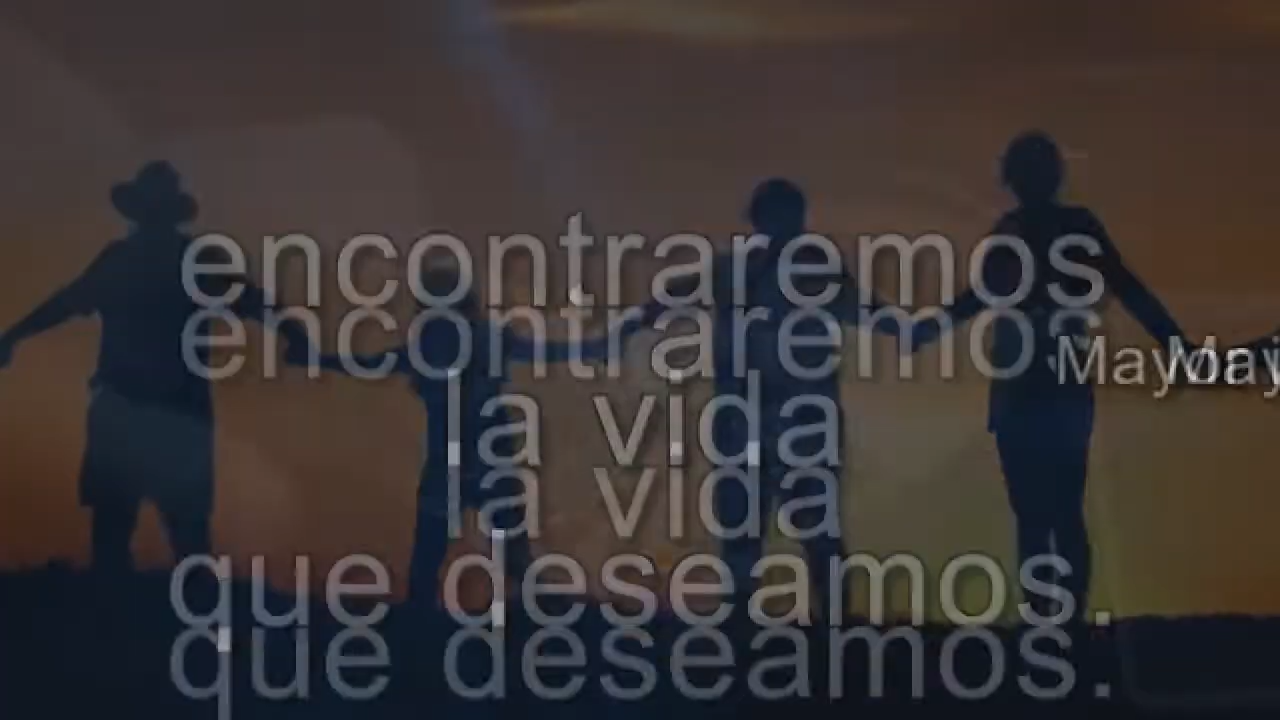 encontraremos
encontraremos
la vida
la vida
que deseamos.
que deseamos.